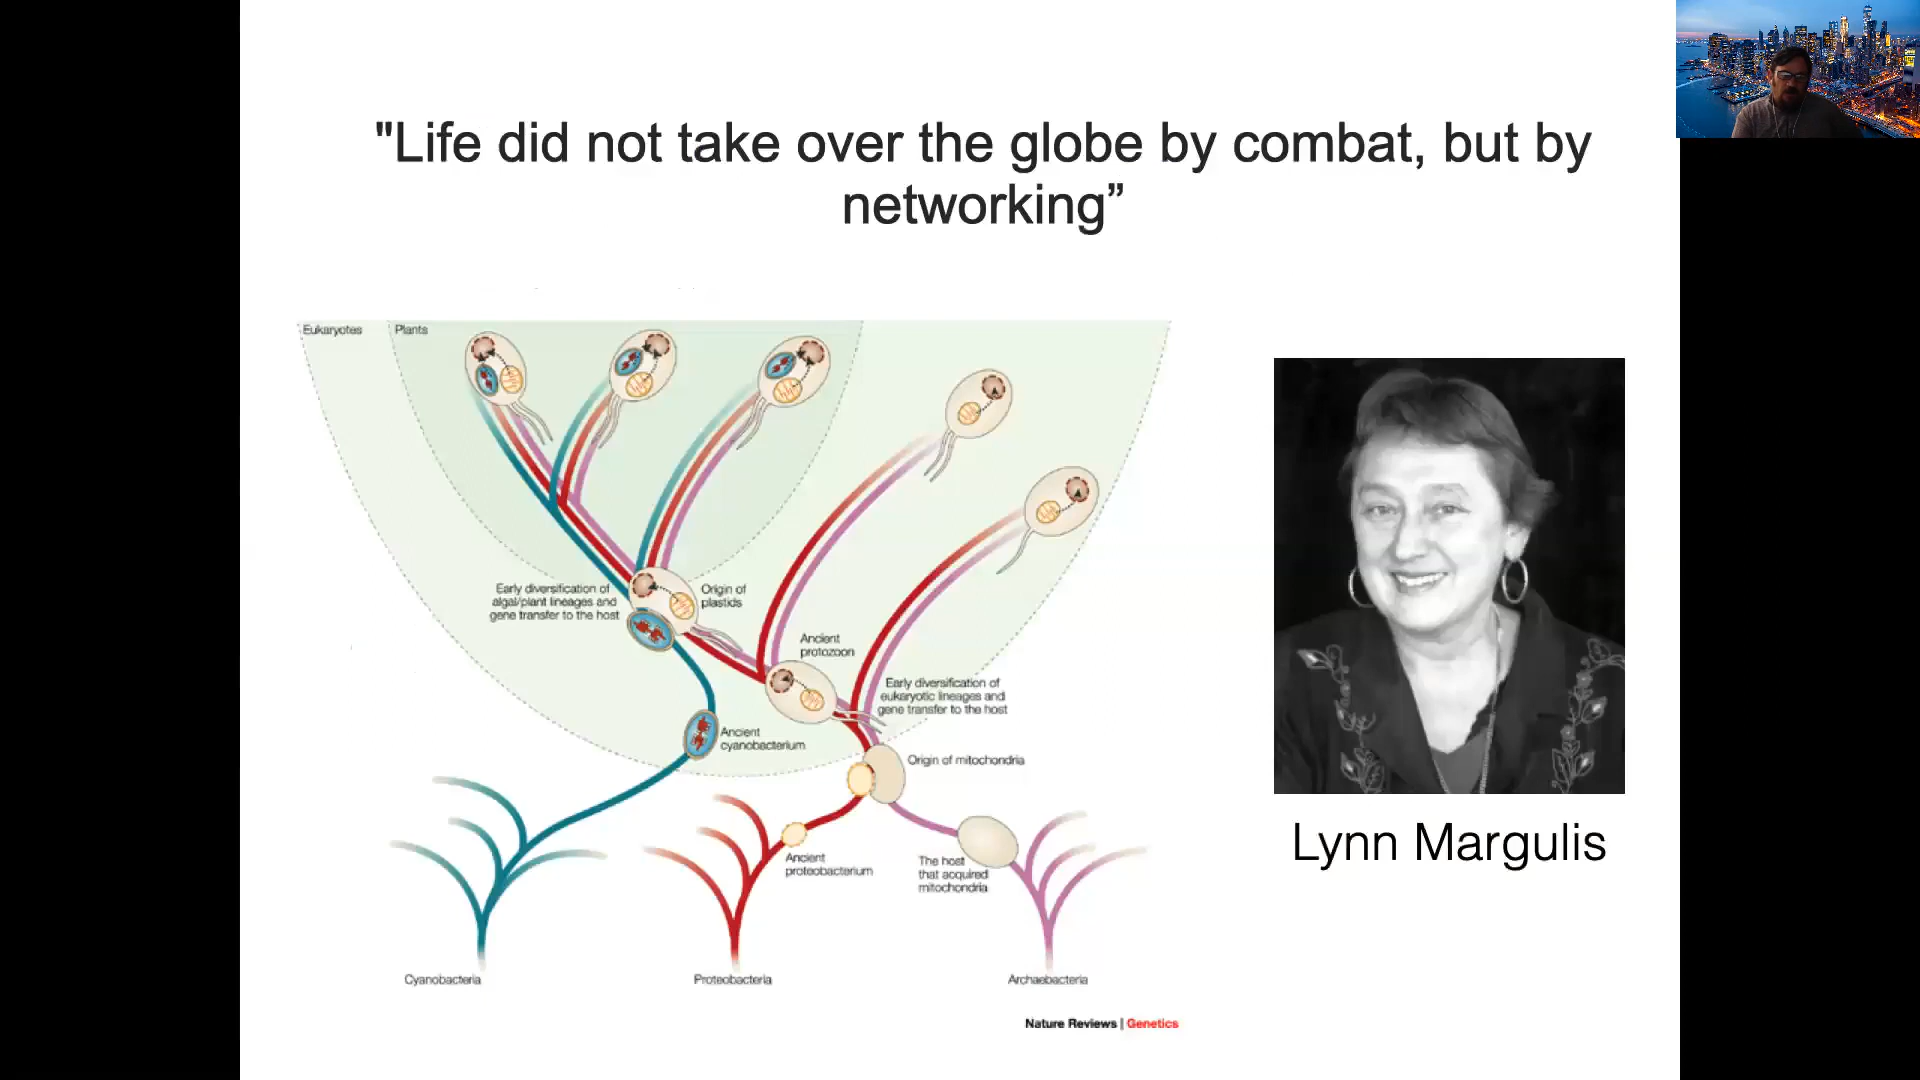 "Life did not take over the globe by combat, but by
networking”
Eukaryotes
Plants
Early diversification of
algal/plant lineages and
gene transfer to the host
Origin of
plastids
Ancient
protozoon
Early diversification of
eukaryotic lineages and
gene transfer to the host
Ancient
cyanobacterium
Origin of mitochondria
Ancient
proteobacterium
The host
that acquired
mitochondria
Lynn Margulis
Cyanobacteria
Proteobacteria
Archaebacteria
Nature Reviews | Genetics